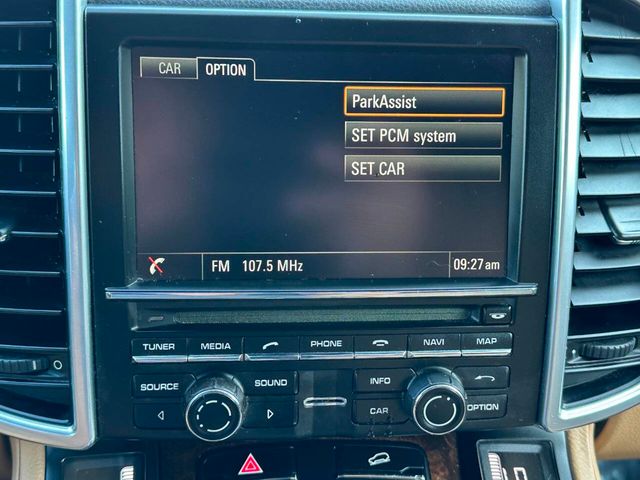 CAR OPTION
ParkAssist
SET PCM system
SET CAR
FM 107.5 MHz 09:27 am
TUNER MEDIA PHONE NAVI MAP
SOURCE SOUND INFO
CAR OPTION
0